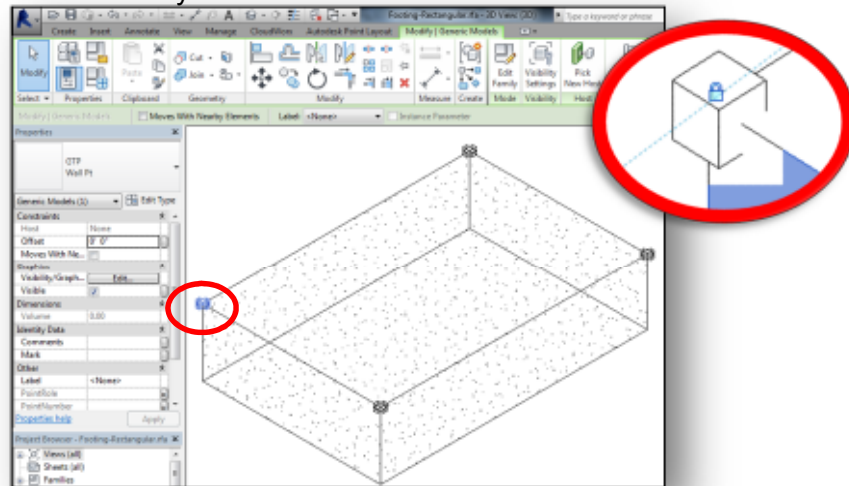 Footing-Rectangular.rfa - 3D View: {3D}
Type a keyword or phrase
Create Insert Annotate View Manage CloudWorx Autodesk Point Layout Modify | Generic Models
Modify
Paste
Cut
Join
Edit Family
Visibility Settings
Pick New Host
Select Properties Clipboard Geometry Modify Measure Create Mode Visibility Host
Modify | Generic Models
Moves With Nearby Elements Label: <None> Instance Parameter
Properties
GTP
Wall Pt
Generic Models (1) Edit Type
Constraints
Host None
Offset 0' 0"
Moves With Ne...
Graphics
Visibility/Graph... Edit...
Visible
Dimensions
Volume 0.00
Identity Data
Comments
Mark
Other
Label <None>
PointRole
PointNumber
Properties help Apply
Project Browser - Footing-Rectangular.rfa
Views (all)
Sheets (all)
Families